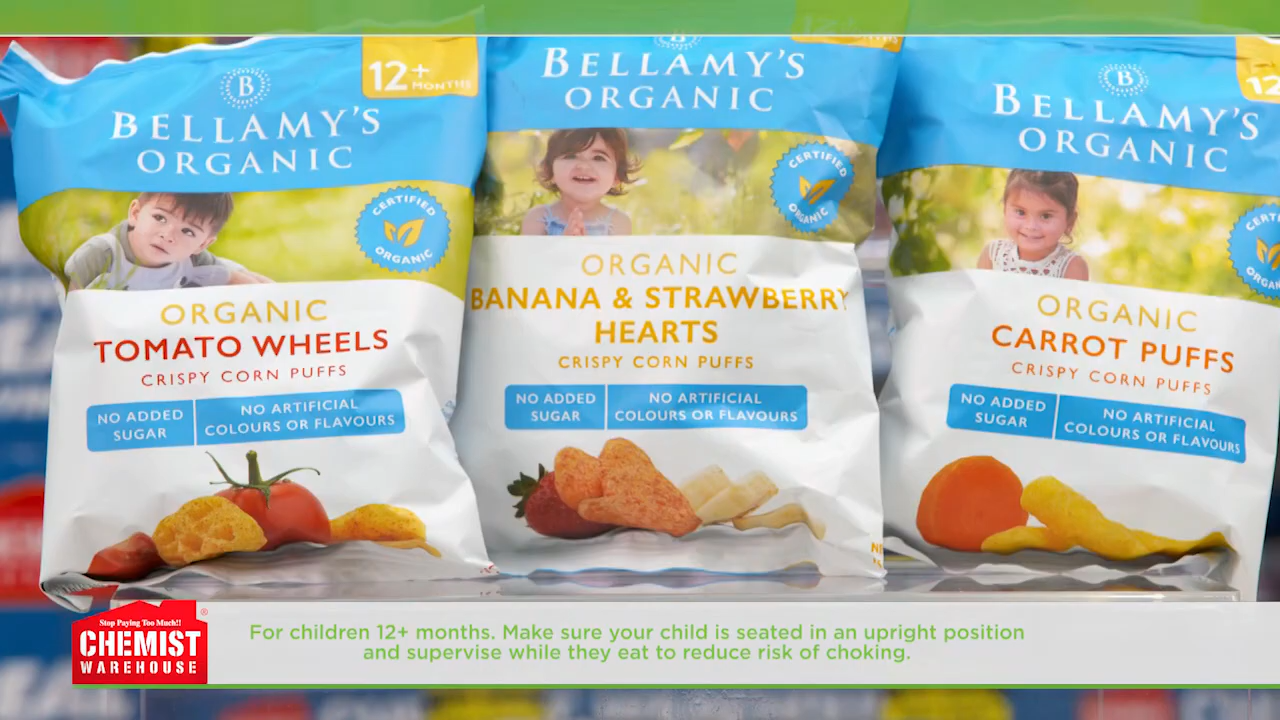 12+
MONTHS
B
BELLAMY'S
ORGANIC
CERTIFIED
ORGANIC
ORGANIC
TOMATO WHEELS
CRISPY CORN PUFFS
NO ADDED
SUGAR
NO ARTIFICIAL
COLOURS OR FLAVOURS
BELLAMY'S
ORGANIC
CERTIFIED
ORGANIC
ORGANIC
BANANA & STRAWBERRY
HEARTS
CRISPY CORN PUFFS
NO ADDED
SUGAR
NO ARTIFICIAL
COLOURS OR FLAVOURS
12
B
BELLAMY'S
ORGANIC
ORGANIC
CARROT PUFFS
CRISPY CORN PUFFS
NO ADDED
SUGAR
NO ARTIFICIAL
COLOURS OR FLAVOURS
Stop Paying Too Much!!
CHEMIST
WAREHOUSE
For children 12+ months. Make sure your child is seated in an upright position
and supervise while they eat to reduce risk of choking.